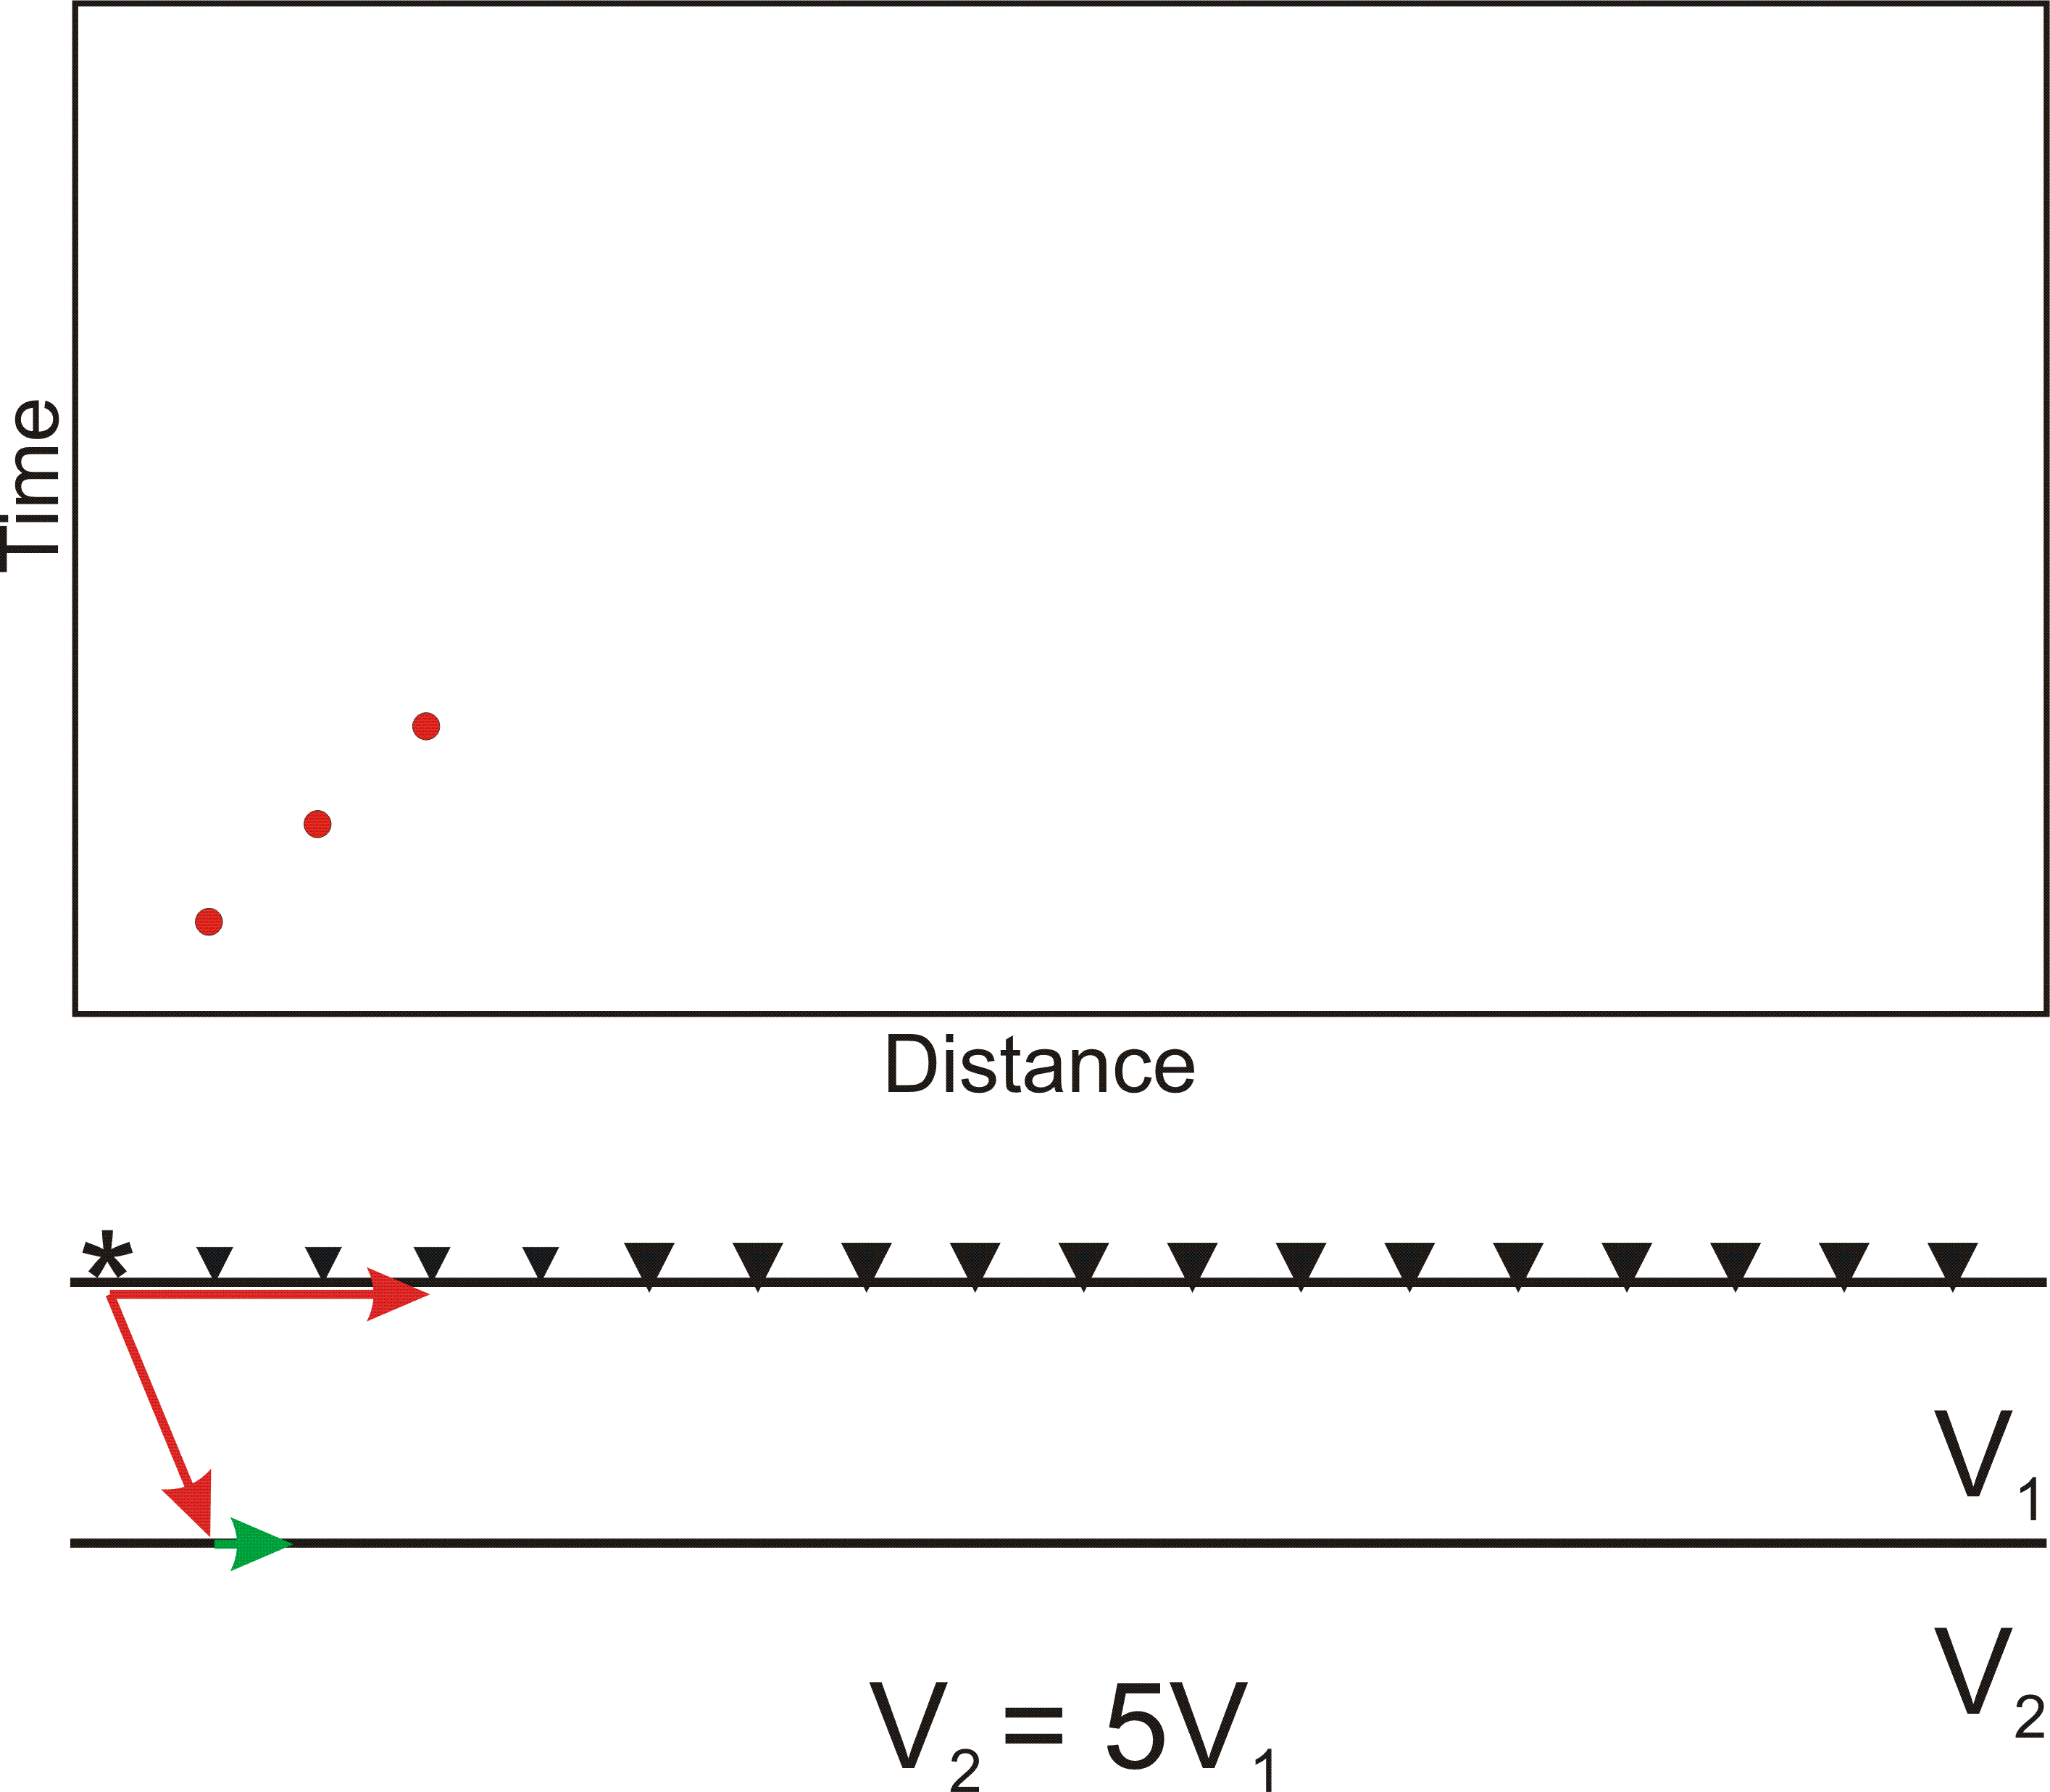 Time
Distance
*
V₁
V₂
V₂ = 5V₁